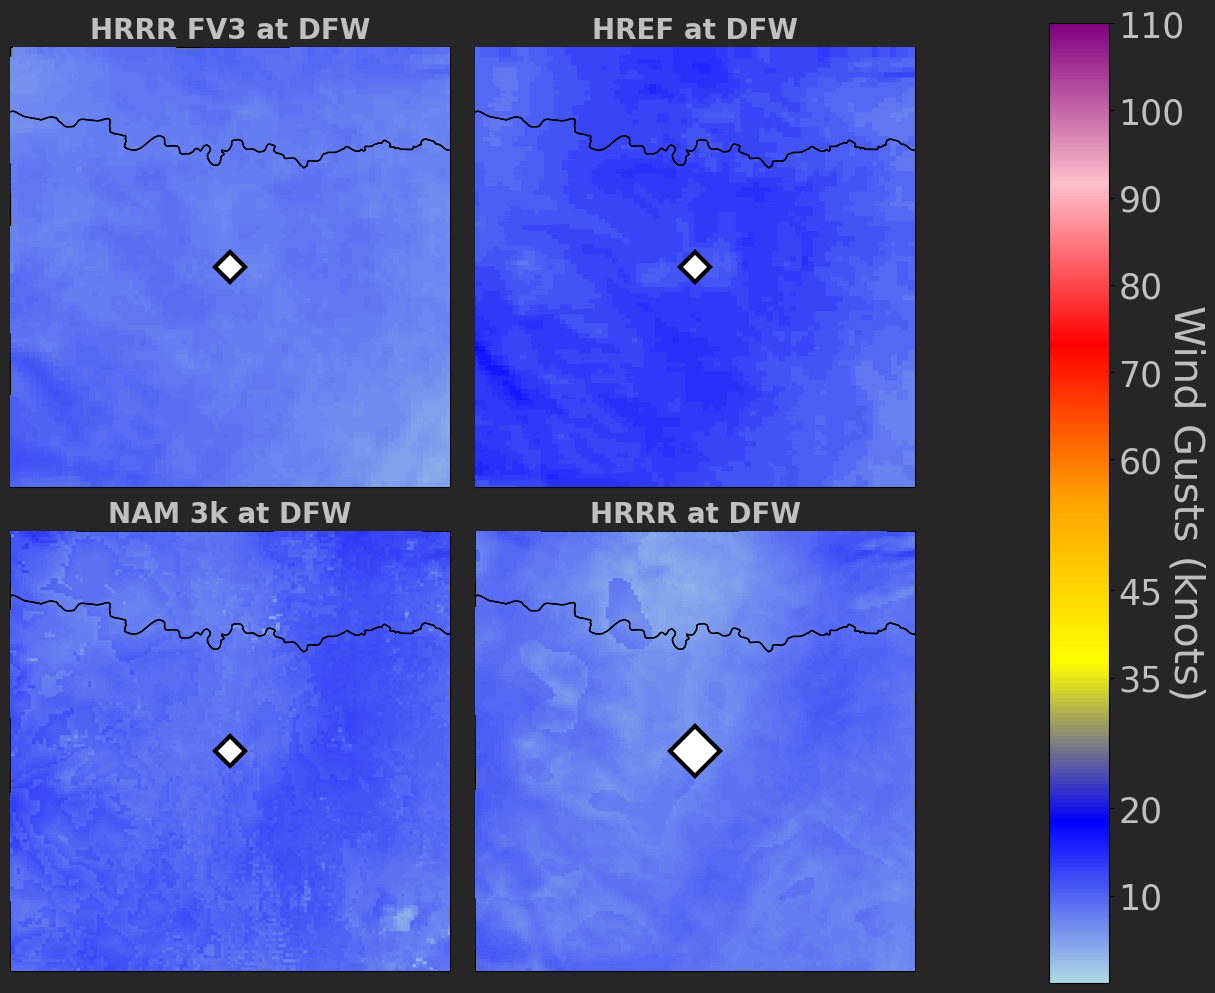 HRRR FV3 at DFW
HREF at DFW
NAM 3k at DFW
HRRR at DFW
110
100
90
80
70
60
45
35
20
10
Wind Gusts (knots)